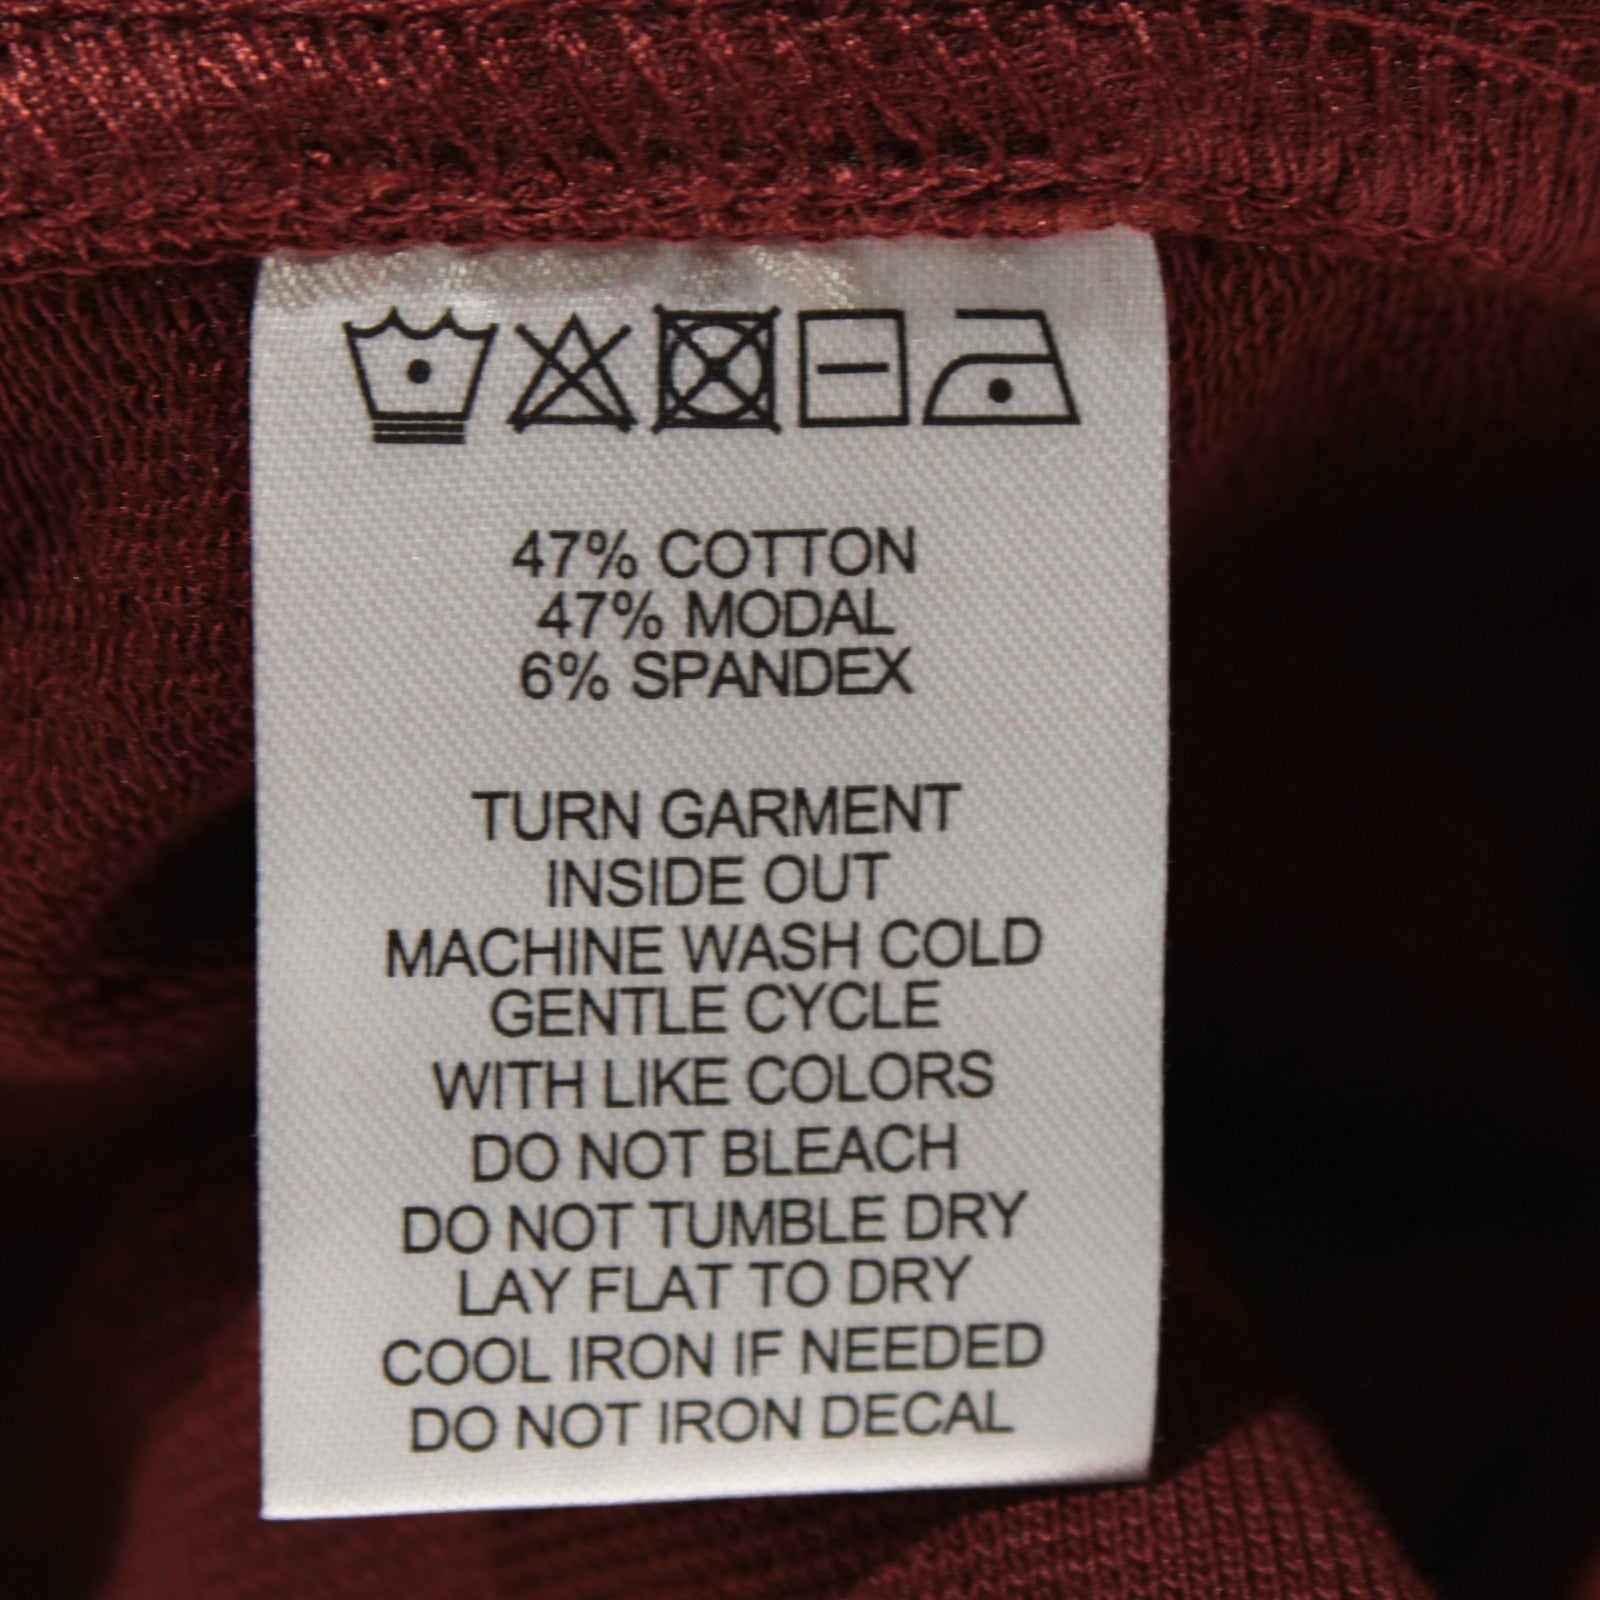 47% COTTON
47% MODAL
6% SPANDEX
TURN GARMENT
INSIDE OUT
MACHINE WASH COLD
GENTLE CYCLE
WITH LIKE COLORS
DO NOT BLEACH
DO NOT TUMBLE DRY
LAY FLAT TO DRY
COOL IRON IF NEEDED
DO NOT IRON DECAL